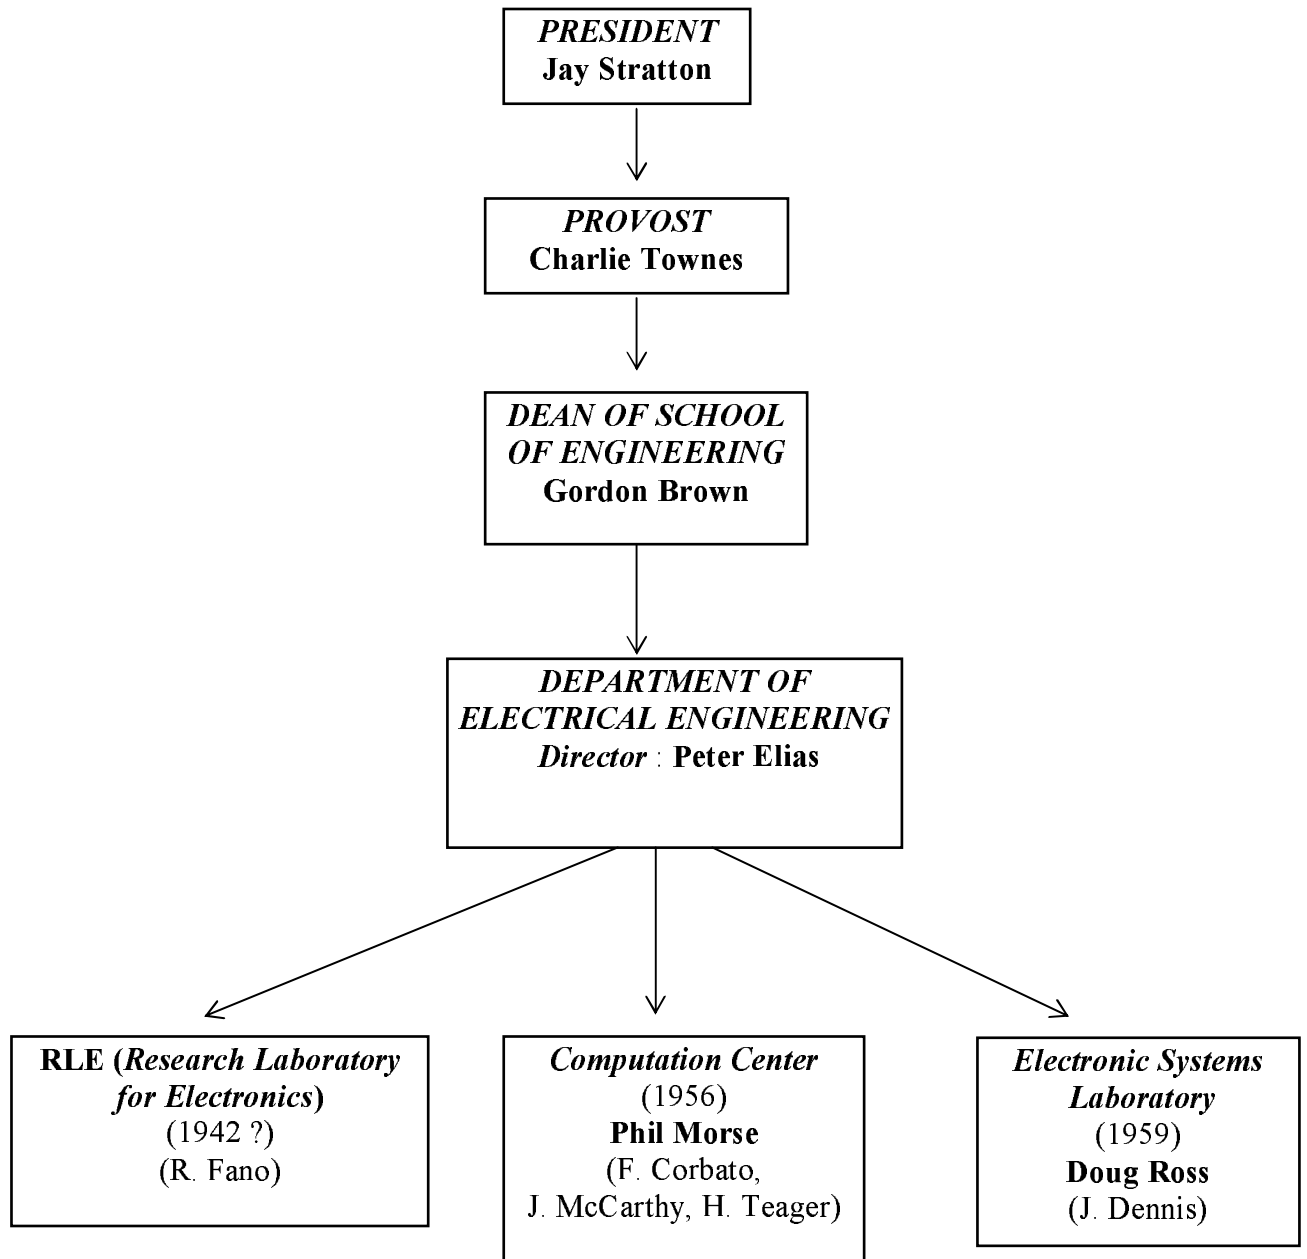 PRESIDENT
Jay Stratton
PROVOST
Charlie Townes
DEAN OF SCHOOL
OF ENGINEERING
Gordon Brown
DEPARTMENT OF
ELECTRICAL ENGINEERING
Director : Peter Elias
RLE (Research Laboratory
for Electronics)
(1942 ?)
(R. Fano)
Computation Center
(1956)
Phil Morse
(F. Corbato,
J. McCarthy, H. Teager)
Electronic Systems
Laboratory
(1959)
Doug Ross
(J. Dennis)